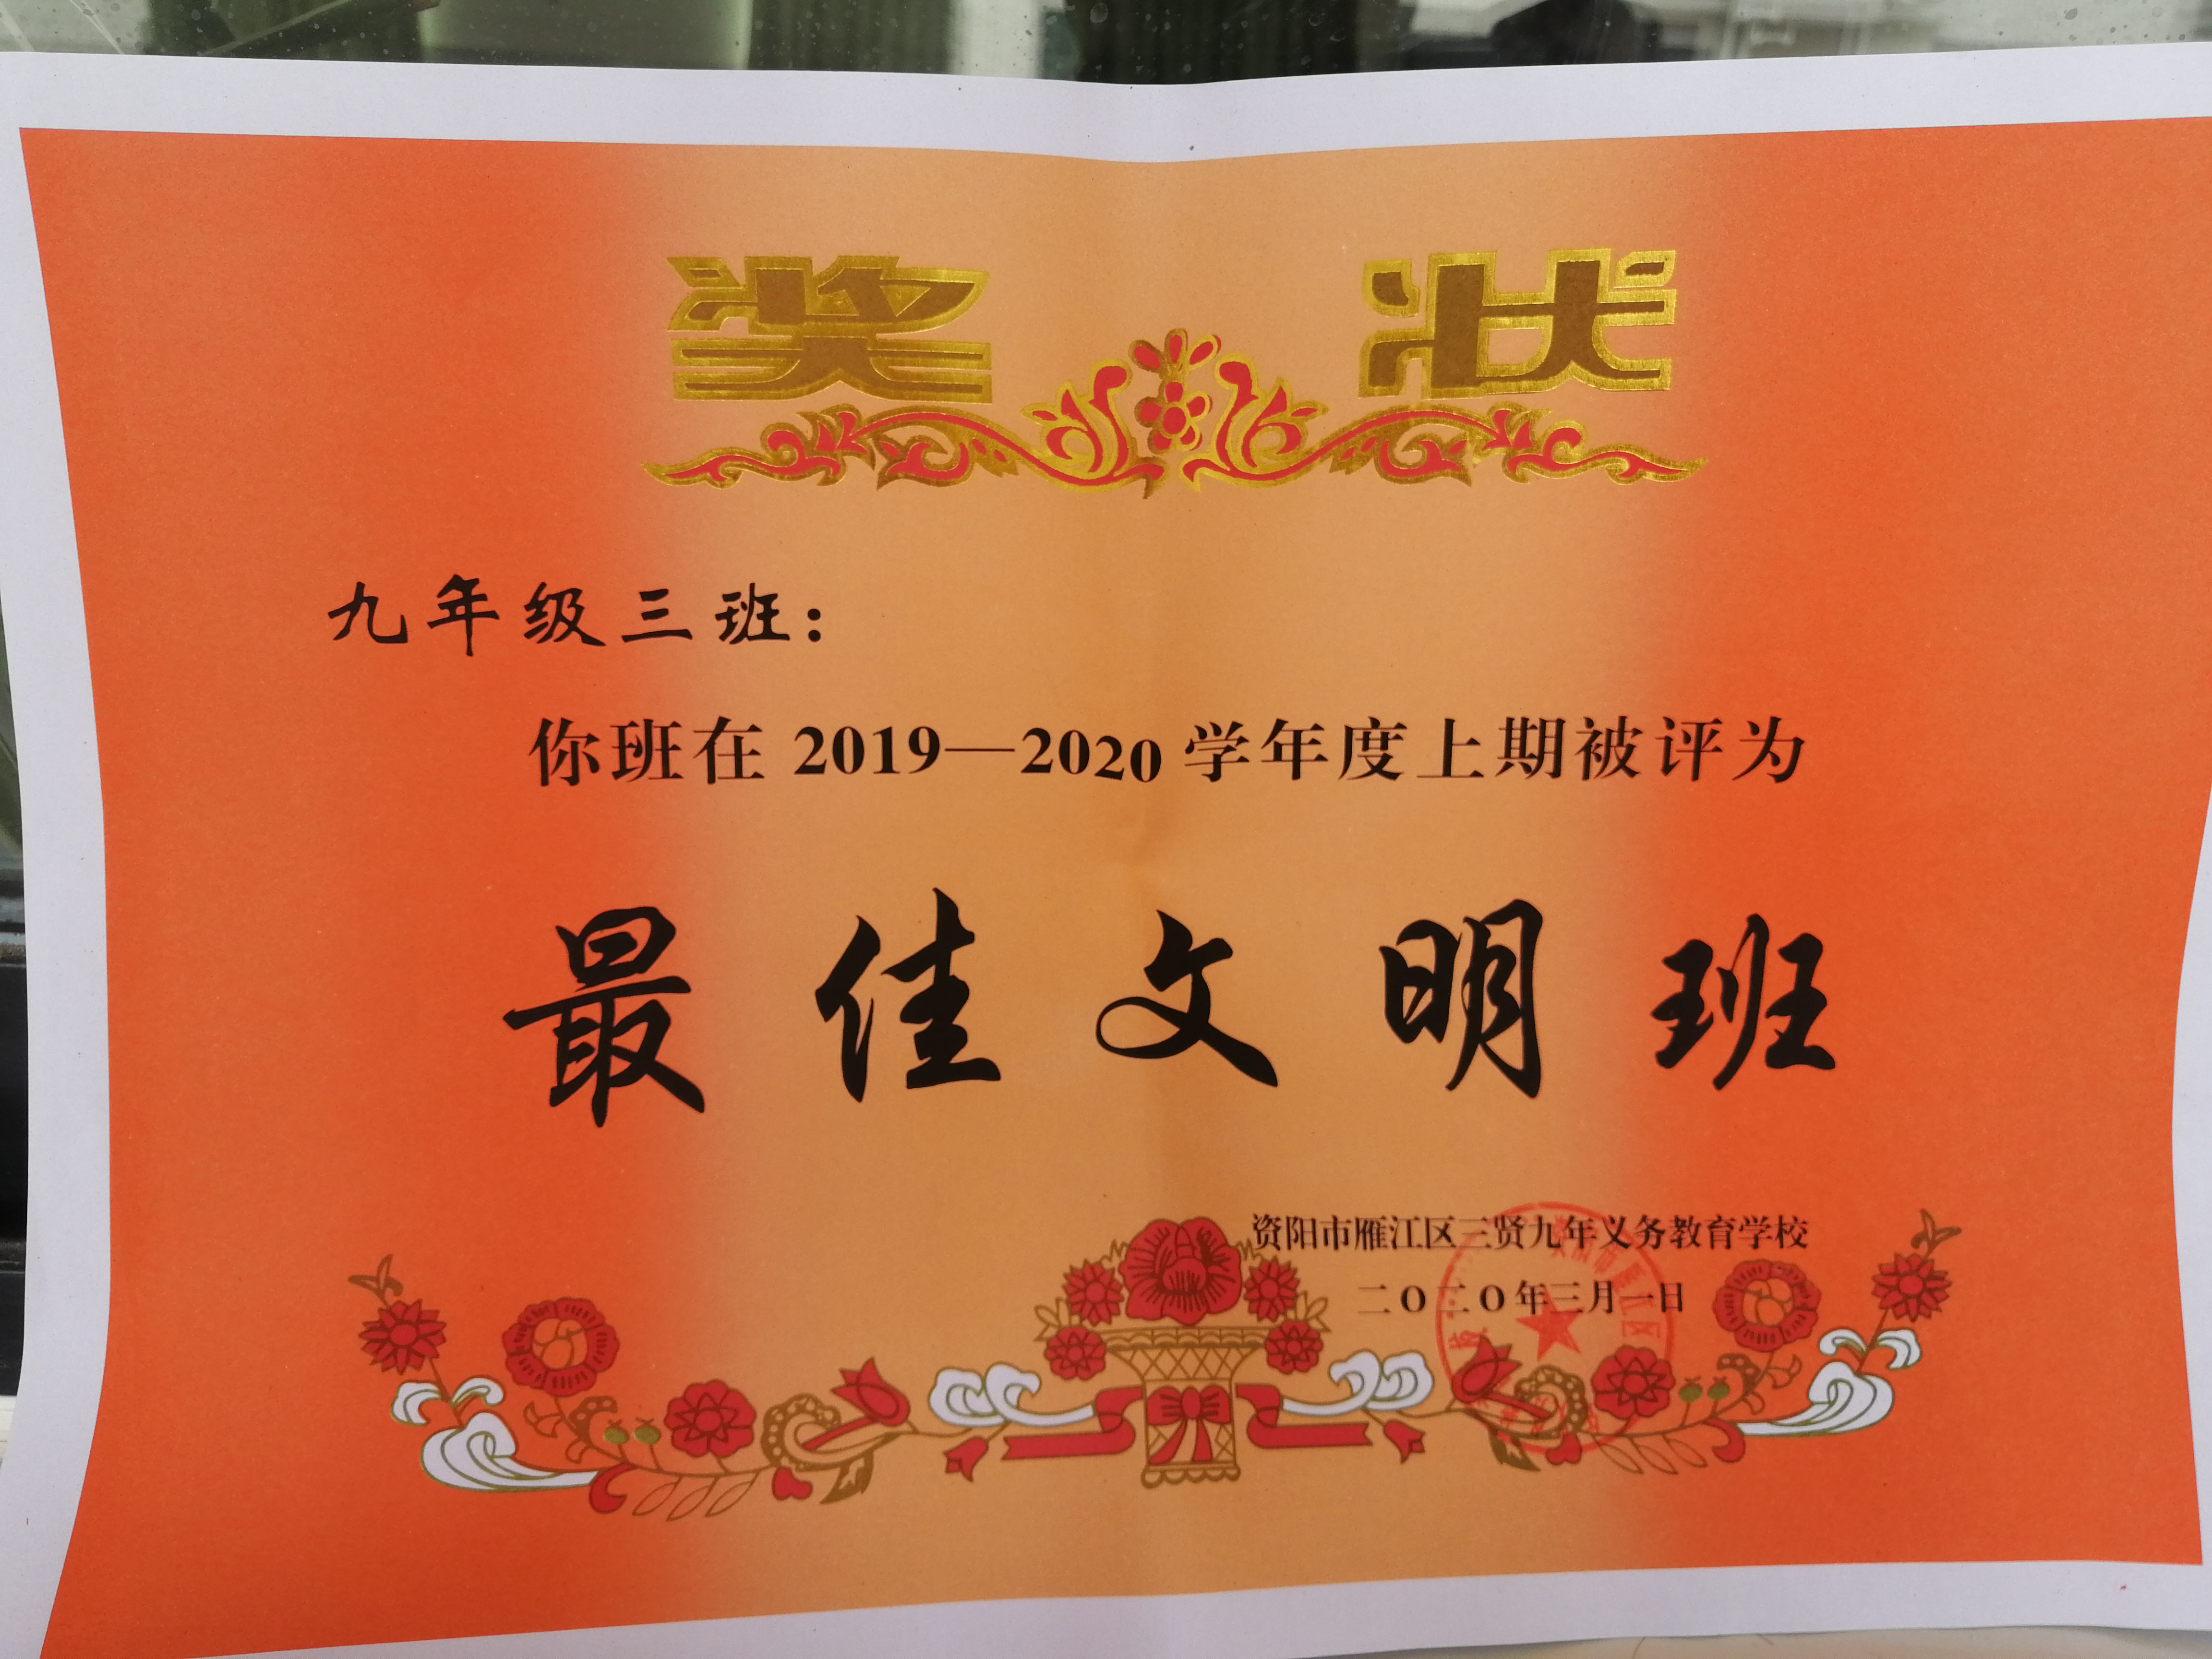 奖状
九年级三班：
你班在 2019—2020 学年度上期被评为
最佳文明班
资阳市雁江区三贤九年义务教育学校
二〇二〇年三月一日